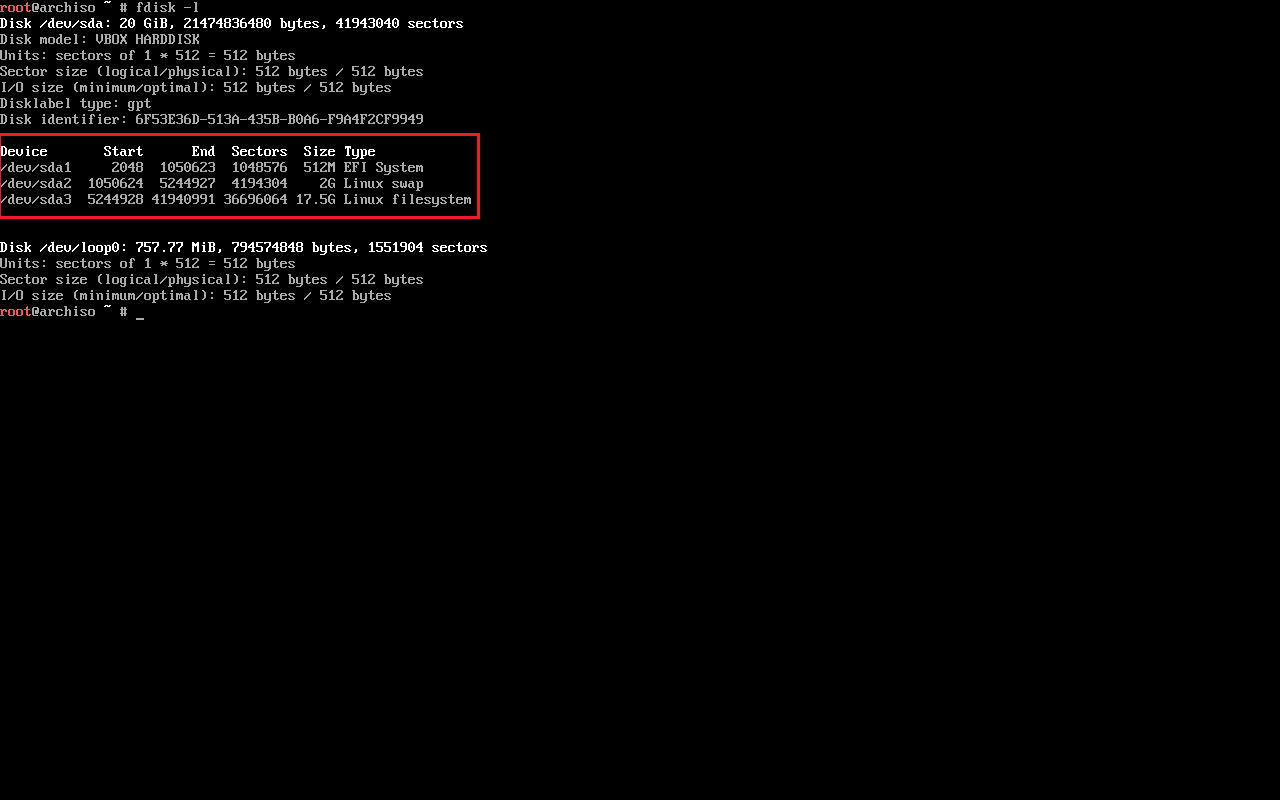 root@archiso ~ # fdisk -l
Disk /dev/sda: 20 GiB, 21474836480 bytes, 41943040 sectors
Disk model: VBOX HARDDISK
Units: sectors of 1 * 512 = 512 bytes
Sector size (logical/physical): 512 bytes / 512 bytes
I/O size (minimum/optimal): 512 bytes / 512 bytes
Disklabel type: gpt
Disk identifier: 6F53E36D-513A-435B-B0A6-F9A4F2CF9949
Device       Start      End  Sectors  Size Type
/dev/sda1     2048  1050623  1048576  512M EFI System
/dev/sda2  1050624  5244927  4194304    2G Linux swap
/dev/sda3  5244928 41940991 36696064 17.5G Linux filesystem
Disk /dev/loop0: 757.77 MiB, 794574848 bytes, 1551904 sectors
Units: sectors of 1 * 512 = 512 bytes
Sector size (logical/physical): 512 bytes / 512 bytes
I/O size (minimum/optimal): 512 bytes / 512 bytes
root@archiso ~ # _